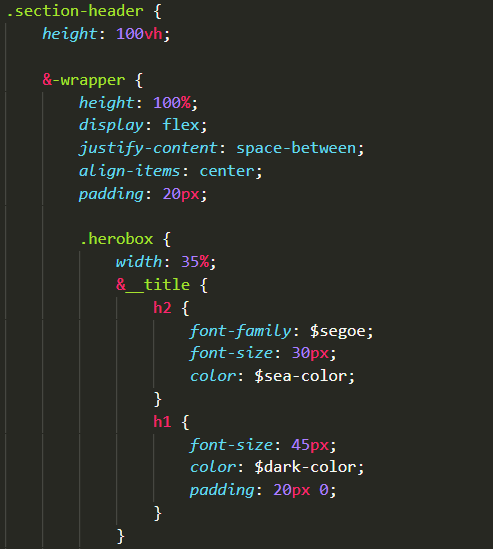 .section-header {
    height: 100vh;

    &-wrapper {
        height: 100%;
        display: flex;
        justify-content: space-between;
        align-items: center;
        padding: 20px;

        .herobox {
            width: 35%;
            &__title {
                h2 {
                    font-family: $segoe;
                    font-size: 30px;
                    color: $sea-color;
                }
                h1 {
                    font-size: 45px;
                    color: $dark-color;
                    padding: 20px 0;
                }
            }